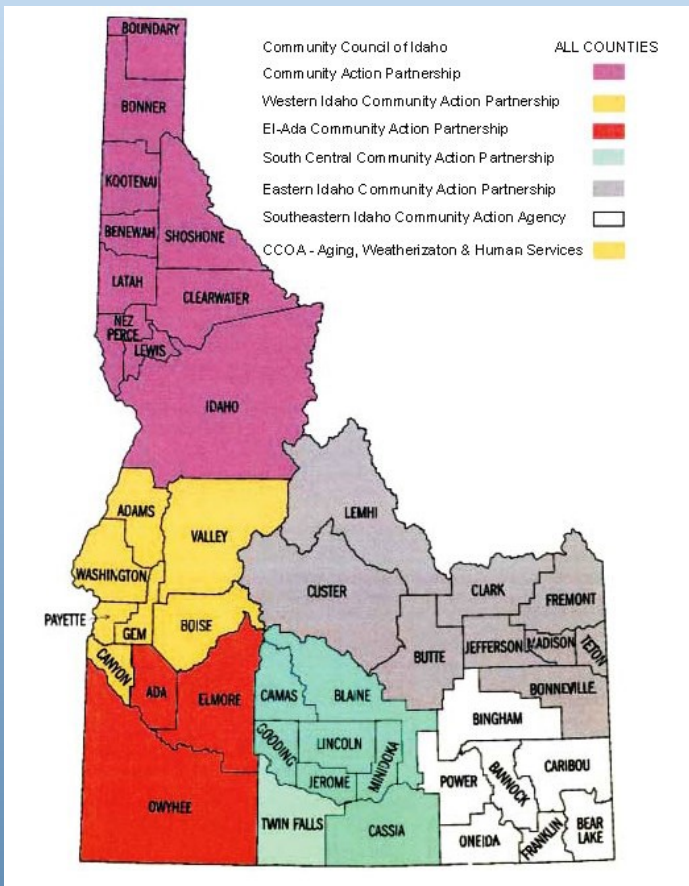 Community Council of Idaho ALL COUNTIES
Community Action Partnership
Western Idaho Community Action Partnership
El-Ada Community Action Partnership
South Central Community Action Partnership
Eastern Idaho Community Action Partnership
Southeastern Idaho Community Action Agency
CCOA - Aging, Weatherizaton & Human Services
BOUNDARY
BONNER
KOOTENAI
BENEWAH
SHOSHONE
LATAH
CLEARWATER
NEZ
PERCE
LEWIS
IDAHO
ADAMS
VALLEY
LEMHI
WASHINGTON
CUSTER
CLARK
FREMONT
PAYETTE
GEM
BOISE
BUTTE
JEFFERSON
MADISON
TETON
CANYON
ADA
ELMORE
CAMAS
BLAINE
BONNEVILLE
BINGHAM
GOODING
LINCOLN
MINIDOKA
JEROME
POWER
BANNOCK
CARIBOU
OWYHEE
TWIN FALLS
CASSIA
ONEIDA
FRANKLIN
BEAR
LAKE